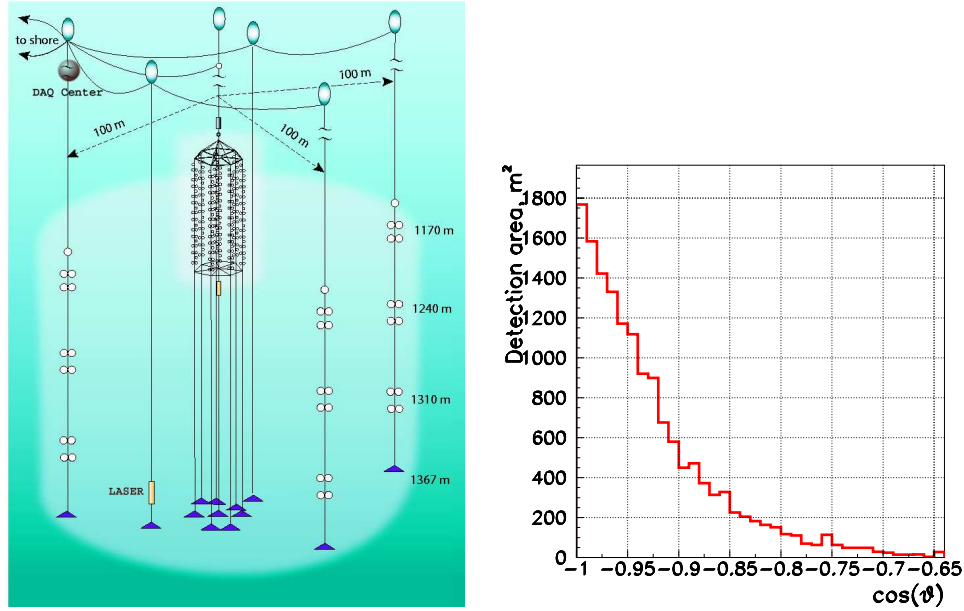 to shore
DAQ Center
100 m
100 m
100 m
1170 m
1240 m
1310 m
1367 m
LASER
Detection area, m²
1800
1600
1400
1200
1000
800
600
400
200
0
-1 -0.95 -0.9 -0.85 -0.8 -0.75 -0.7 -0.65
cos(ϑ)